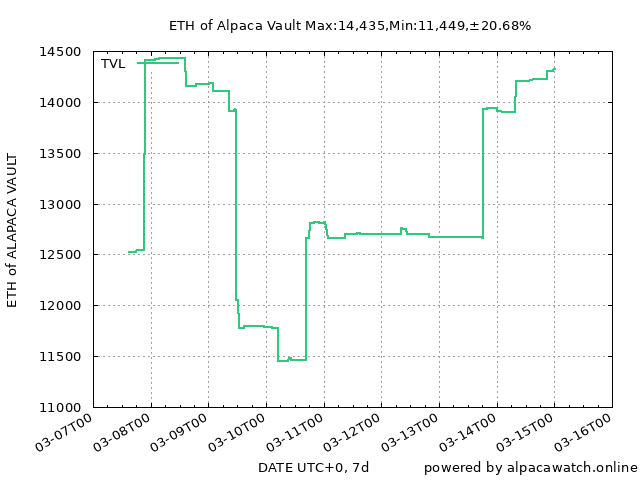 ETH of Alpaca Vault Max:14,435,Min:11,449,±20.68%
TVL
14500
14000
13500
13000
12500
12000
11500
11000
ETH of ALAPACA VAULT
03-07T00
03-08T00
03-09T00
03-10T00
03-11T00
03-12T00
03-13T00
03-14T00
03-15T00
03-16T00
DATE UTC+0, 7d
powered by alpacawatch.online